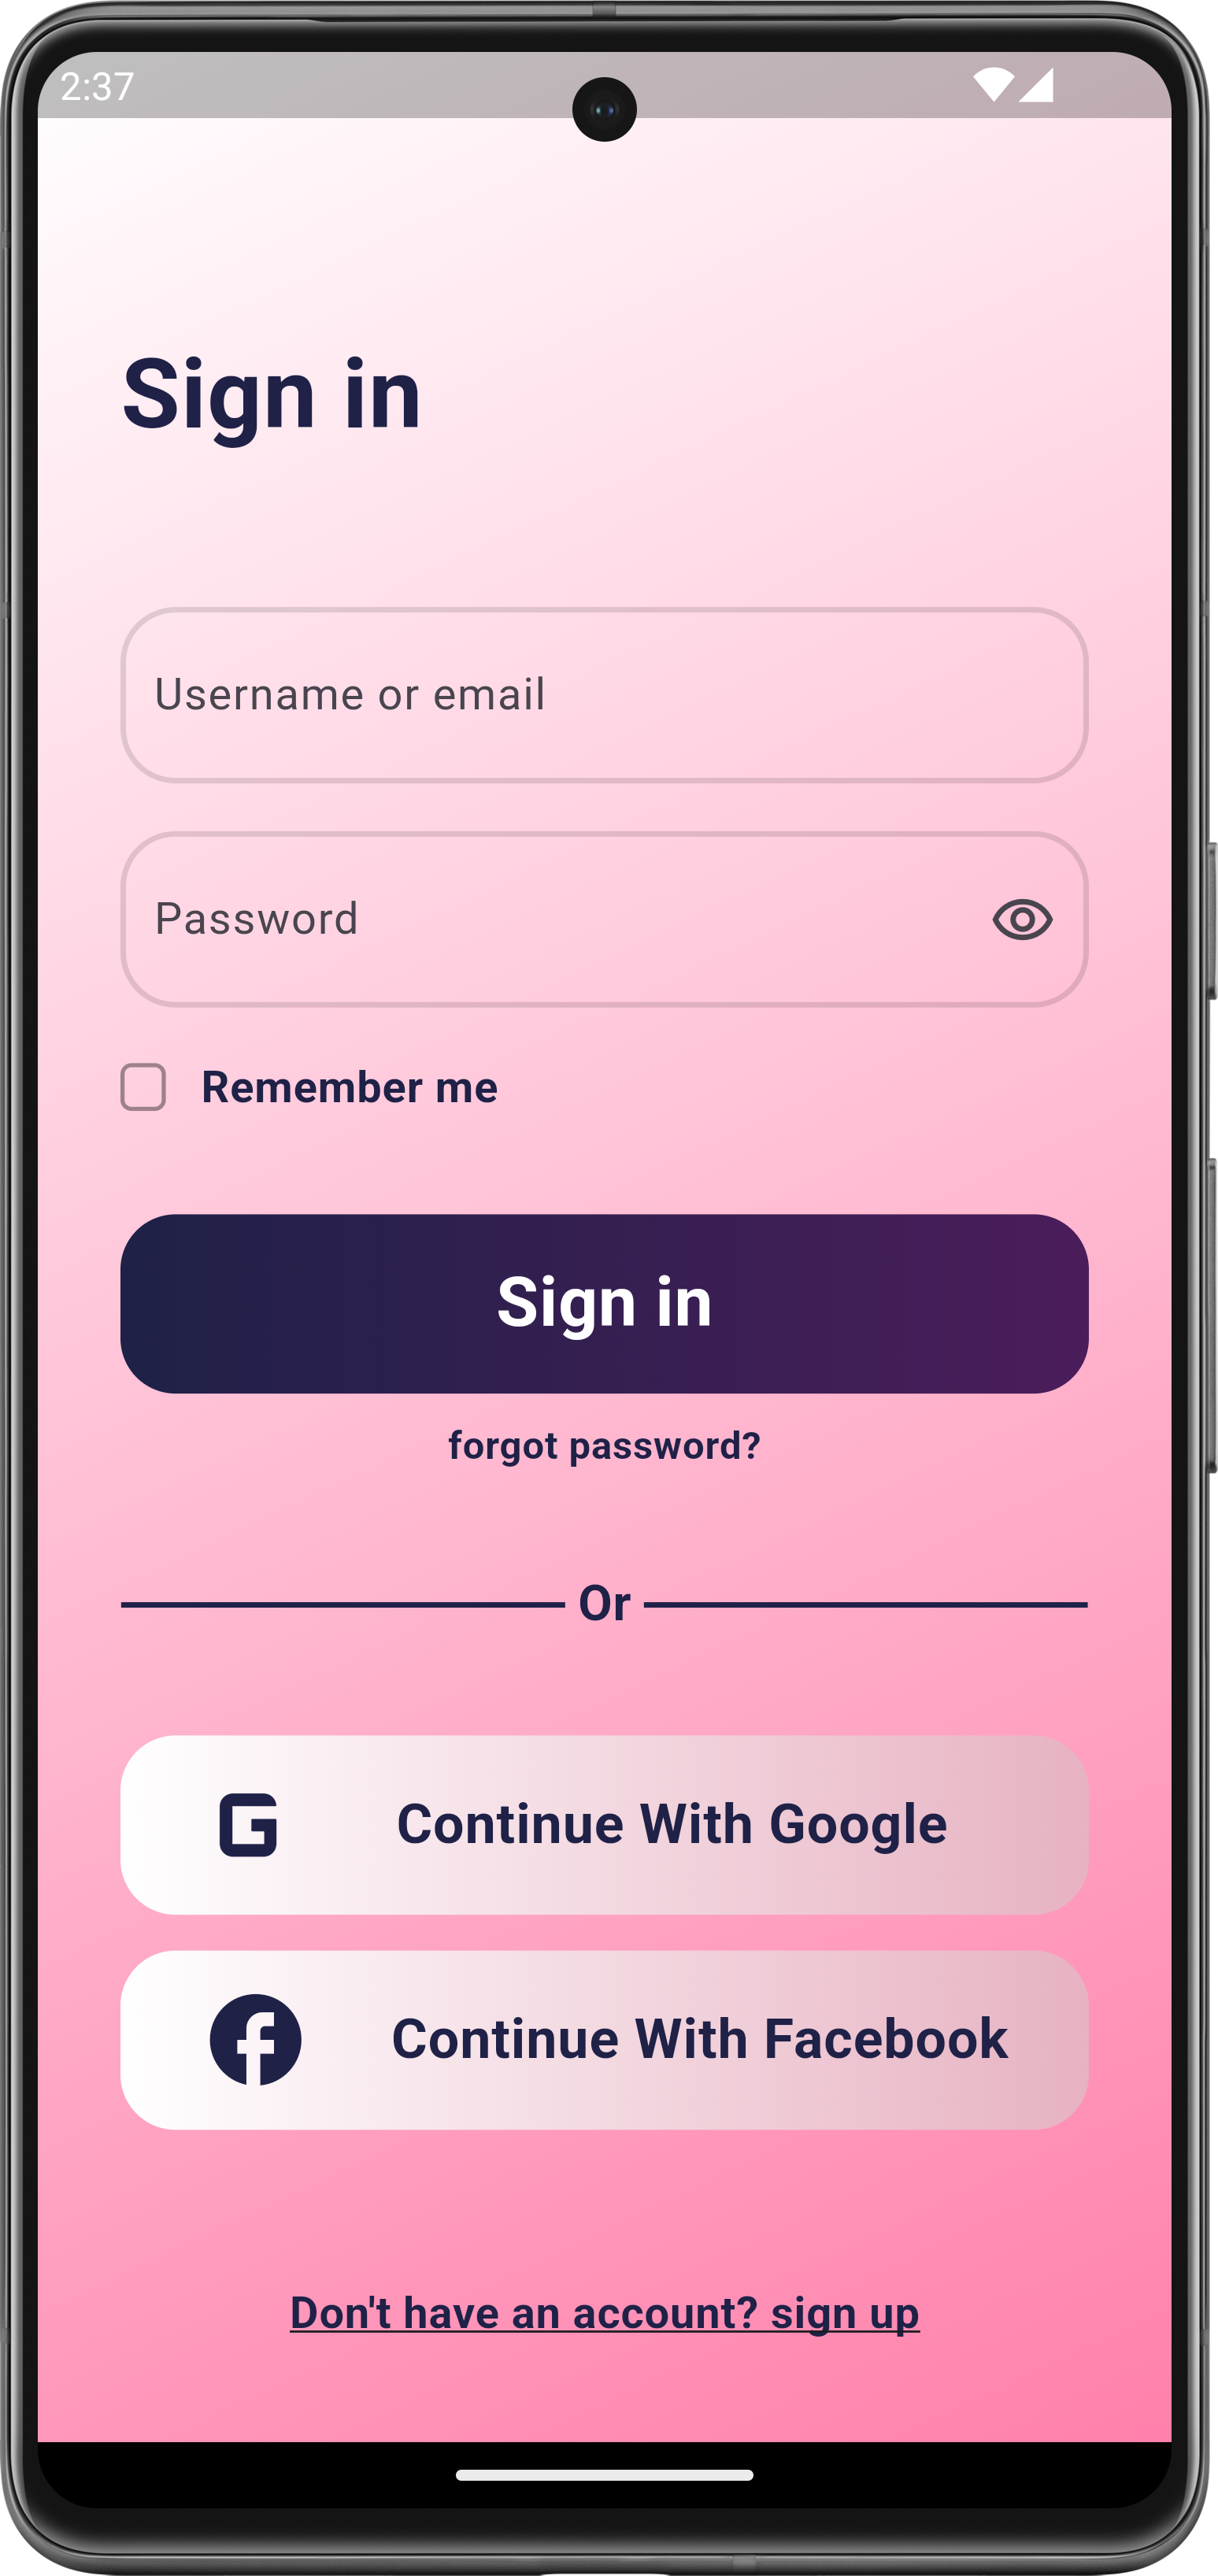 2:37
Sign in
Username or email
Password
Remember me
Sign in
forgot password?
Or
G Continue With Google
f Continue With Facebook
Don't have an account? sign up